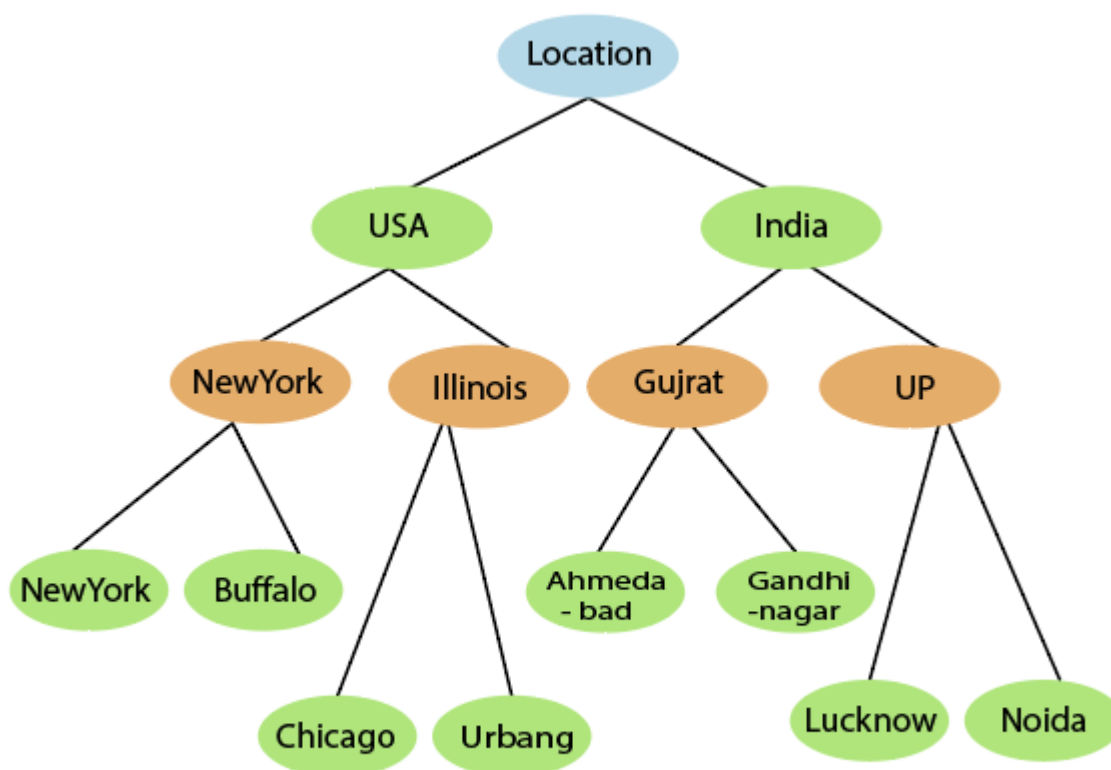 Location
USA
India
NewYork
Illinois
Gujrat
UP
NewYork
Buffalo
Ahmeda
- bad
Gandhi
-nagar
Chicago
Urbang
Lucknow
Noida